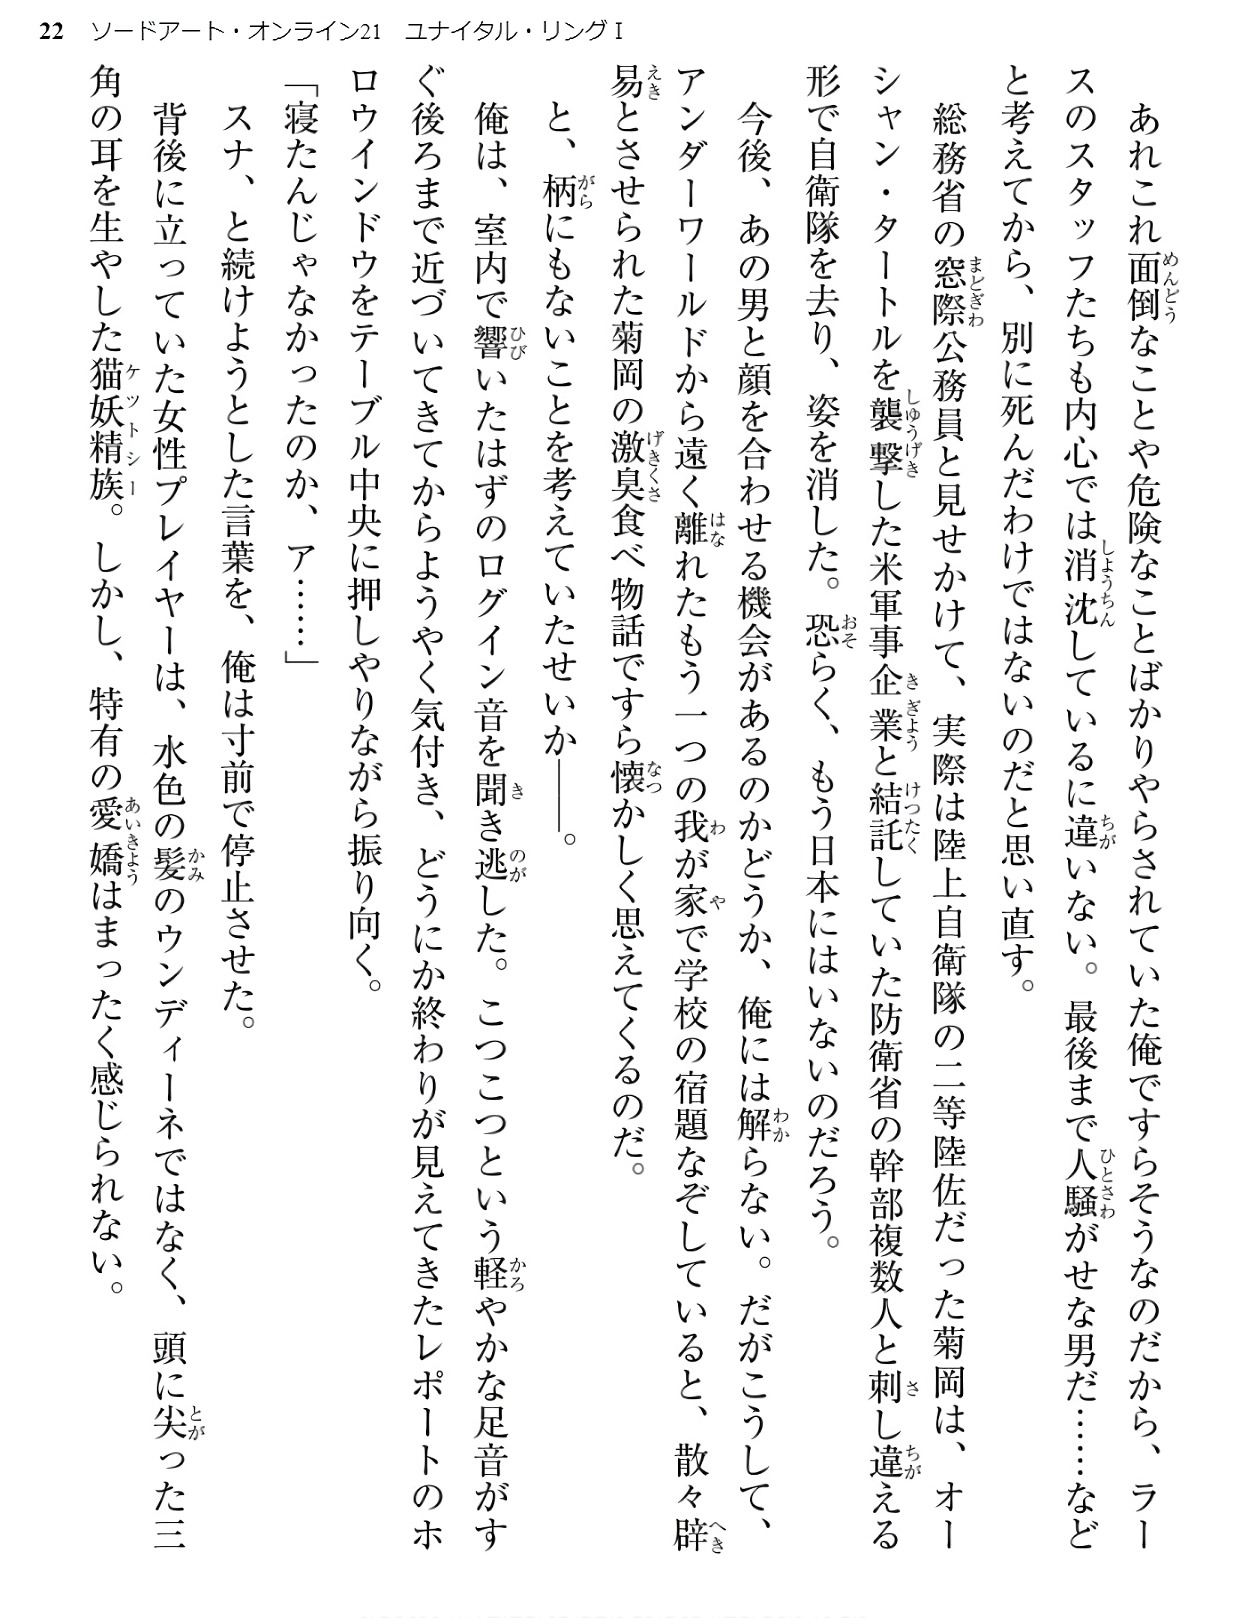 22 ソードアート・オンライン21 ユナイタル・リングⅠ
　あれこれ面倒なことや危険なことばかりやらされていた俺ですらそうなのだから、ラー
スのスタッフたちも内心では消沈しているに違いない。最後まで人騒がせな男だ……など
と考えてから、別に死んだわけではないのだと思い直す。
　総務省の窓際公務員と見せかけて、実際は陸上自衛隊の二等陸佐だった菊岡は、オー
シャン・タートルを襲撃した米軍事企業と結託していた防衛省の幹部複数人と刺し違える
形で自衛隊を去り、姿を消した。恐らく、もう日本にはいないのだろう。
　今後、あの男と顔を合わせる機会があるのかどうか、俺には解らない。だがこうして、
アンダーワールドから遠く離れたもう一つの我が家で学校の宿題なぞしていると、散々辟
易とさせられた菊岡の激臭食べ物話ですら懐かしく思えてくるのだ。
　と、柄にもないことを考えていたせいか――。
　俺は、室内で響いたはずのログイン音を聞き逃した。こつこつという軽やかな足音がす
ぐ後ろまで近づいてきてからようやく気付き、どうにか終わりが見えてきたレポートのホ
ロウインドウをテーブル中央に押しやりながら振り向く。
「寝たんじゃなかったのか、ア……」
　スナ、と続けようとした言葉を、俺は寸前で停止させた。
　背後に立っていた女性プレイヤーは、水色の髪のウンディーネではなく、頭に尖った三
角の耳を生やした猫妖精族。しかし、特有の愛嬌はまったく感じられない。